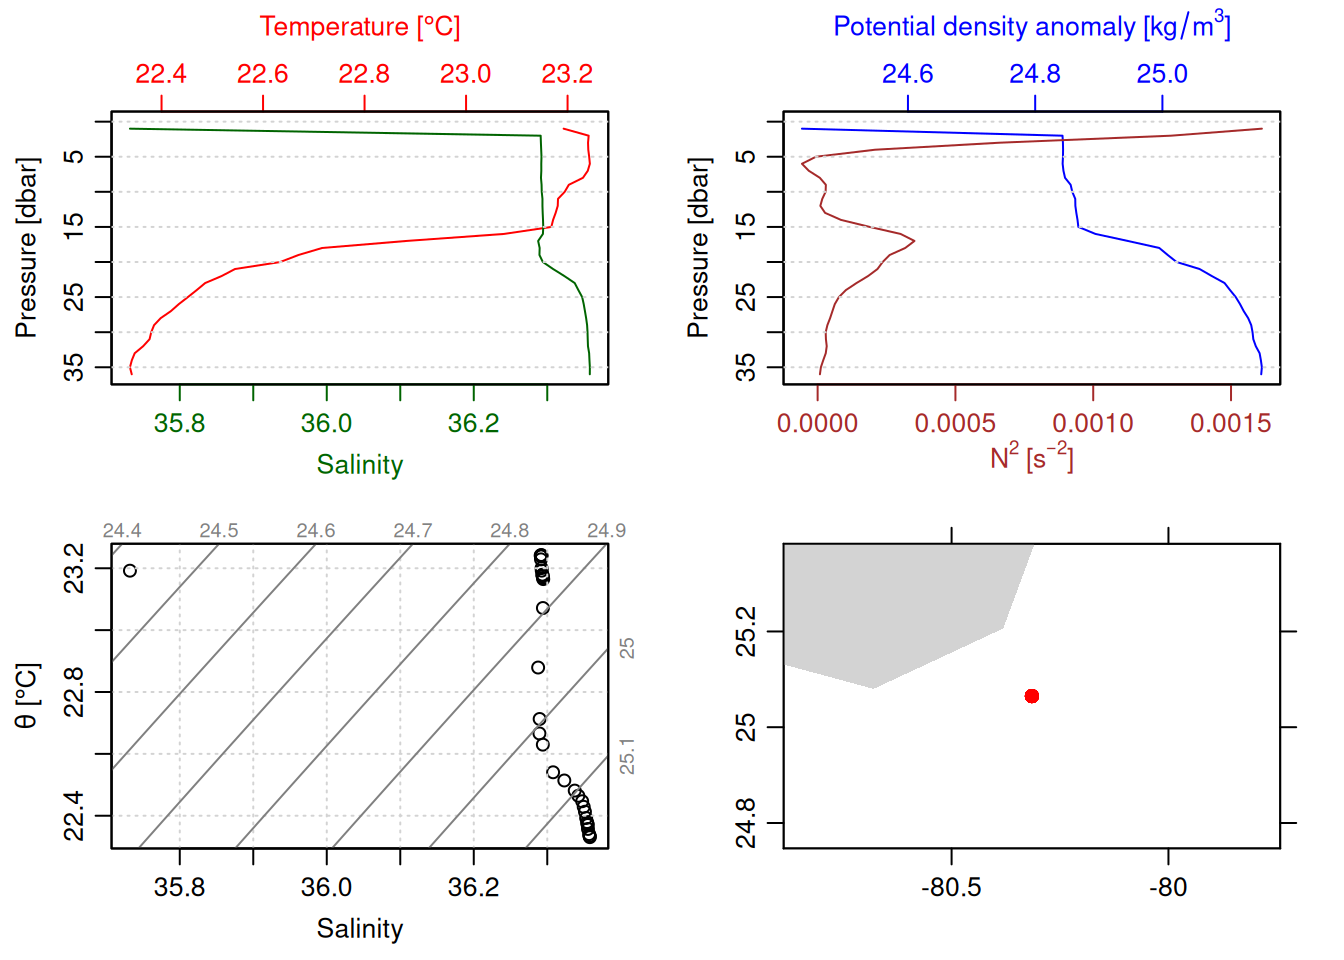 Temperature [°C]
22.4 22.6 22.8 23.0 23.2
Pressure [dbar]
5
15
25
35
35.8 36.0 36.2
Salinity
Potential density anomaly [kg/m³]
24.6 24.8 25.0
Pressure [dbar]
5
15
25
35
0.0000 0.0005 0.0010 0.0015
N² [s⁻²]
24.4 24.5 24.6 24.7 24.8 24.9
25
25.1
θ [°C]
23.2
22.8
22.4
35.8 36.0 36.2
Salinity
25.2
25
24.8
-80.5 -80